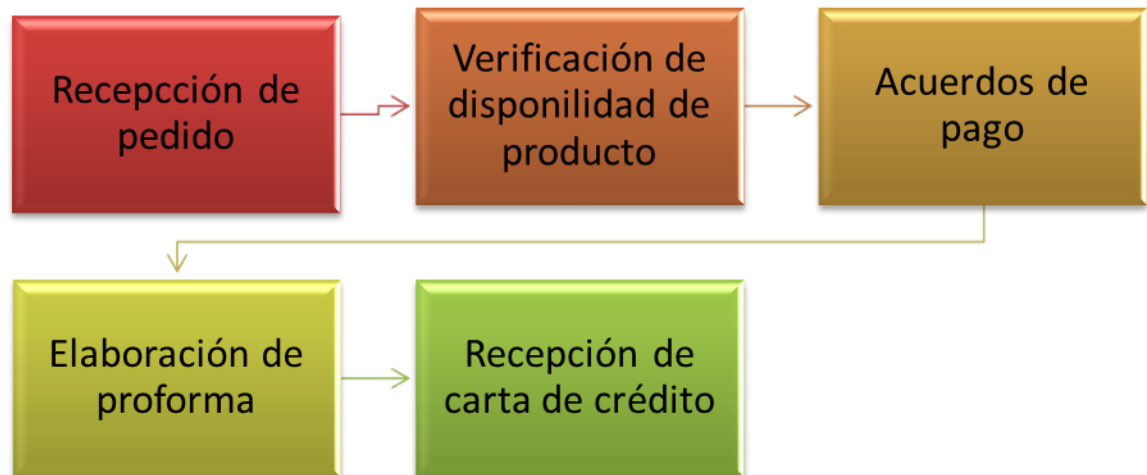 Recepcción de
pedido
Verificación de
disponilidad de
producto
Acuerdos de
pago
Elaboración de
proforma
Recepción de
carta de crédito